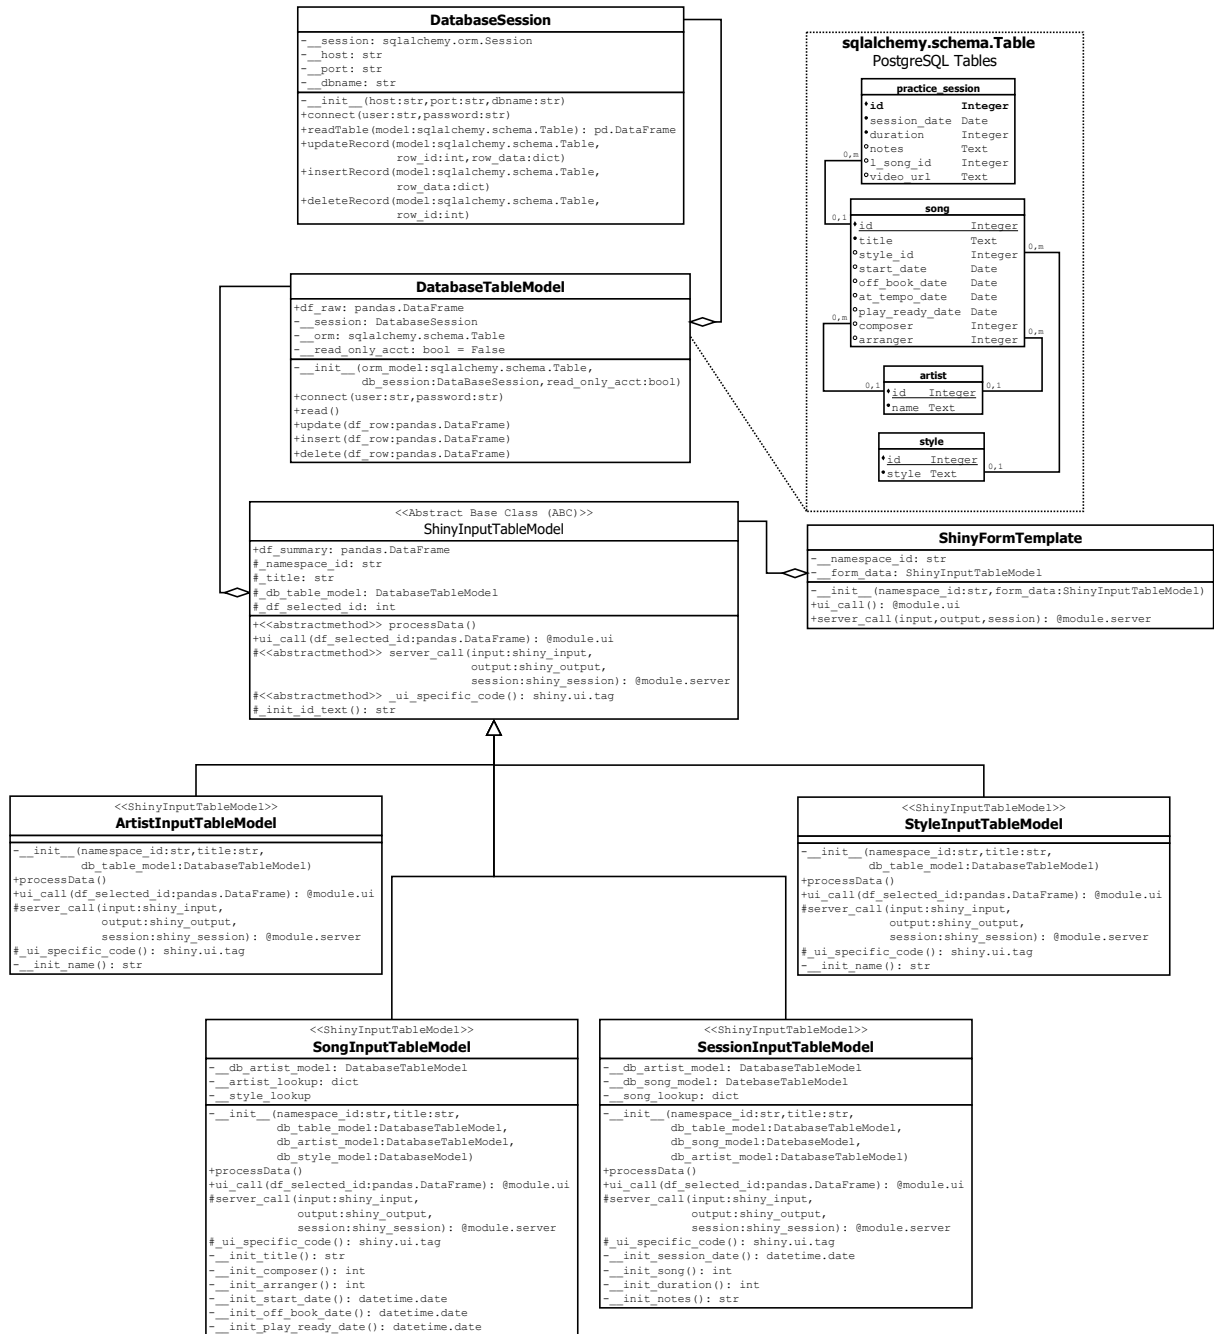 DatabaseSession
-__session: sqlalchemy.orm.Session
-__host: str
-__port: str
-__dbname: str
-__init__(host:str,port:str,dbname:str)
+connect(user:str,password:str)
+readTable(model:sqlalchemy.schema.Table): pd.DataFrame
+updateRecord(model:sqlalchemy.schema.Table,
row_id:int,row_data:dict)
+insertRecord(model:sqlalchemy.schema.Table,
row_data:dict)
+deleteRecord(model:sqlalchemy.schema.Table,
row_id:int)
sqlalchemy.schema.Table
PostgreSQL Tables
practice_session
id Integer
session_date Date
duration Integer
notes Text
l_song_id Integer
video_url Text
0,m
0,1
song
id Integer
title Text
style_id Integer
start_date Date
off_book_date Date
at_tempo_date Date
play_ready_date Date
composer Integer
arranger Integer
0,m
0,m
0,m
artist
id Integer
name Text
0,1
0,1
style
id Integer
style Text
0,1
DatabaseTableModel
+df_raw: pandas.DataFrame
-__session: DatabaseSession
-__orm: sqlalchemy.schema.Table
-__read_only_acct: bool = False
-__init__(orm_model:sqlalchemy.schema.Table,
db_session:DataBaseSession,read_only_acct:bool)
+connect(user:str,password:str)
+read()
+update(df_row:pandas.DataFrame)
+insert(df_row:pandas.DataFrame)
+delete(df_row:pandas.DataFrame)
<<Abstract Base Class (ABC)>>
ShinyInputTableModel
+df_summary: pandas.DataFrame
#_namespace_id: str
#_title: str
#_db_table_model: DatabaseTableModel
#_df_selected_id: int
+<<abstractmethod>> processData()
+ui_call(df_selected_id:pandas.DataFrame): @module.ui
#<<abstractmethod>> server_call(input:shiny_input,
output:shiny_output,
session:shiny_session): @module.server
#<<abstractmethod>> _ui_specific_code(): shiny.ui.tag
#_init_id_text(): str
ShinyFormTemplate
-__namespace_id: str
-__form_data: ShinyInputTableModel
-__init__(namespace_id:str,form_data:ShinyInputTableModel)
+ui_call(): @module.ui
+server_call(input,output,session): @module.server
<<ShinyInputTableModel>>
ArtistInputTableModel
-__init__(namespace_id:str,title:str,
db_table_model:DatabaseTableModel)
+processData()
+ui_call(df_selected_id:pandas.DataFrame): @module.ui
#server_call(input:shiny_input,
output:shiny_output,
session:shiny_session): @module.server
#_ui_specific_code(): shiny.ui.tag
-__init_name(): str
<<ShinyInputTableModel>>
StyleInputTableModel
-__init__(namespace_id:str,title:str,
db_table_model:DatabaseTableModel)
+processData()
+ui_call(df_selected_id:pandas.DataFrame): @module.ui
#server_call(input:shiny_input,
output:shiny_output,
session:shiny_session): @module.server
#_ui_specific_code(): shiny.ui.tag
-__init_name(): str
<<ShinyInputTableModel>>
SongInputTableModel
-__db_artist_model: DatabaseTableModel
-__artist_lookup: dict
-__style_lookup
-__init__(namespace_id:str,title:str,
db_table_model:DatabaseTableModel,
db_artist_model:DatabaseTableModel,
db_style_model:DatabaseModel)
+processData()
+ui_call(df_selected_id:pandas.DataFrame): @module.ui
#server_call(input:shiny_input,
output:shiny_output,
session:shiny_session): @module.server
#_ui_specific_code(): shiny.ui.tag
-__init_title(): str
-__init_composer(): int
-__init_arranger(): int
-__init_start_date(): datetime.date
-__init_off_book_date(): datetime.date
-__init_play_ready_date(): datetime.date
<<ShinyInputTableModel>>
SessionInputTableModel
-__db_artist_model: DatabaseTableModel
-__db_song_model: DatebaseTableModel
-__song_lookup: dict
-__init__(namespace_id:str,title:str,
db_table_model:DatabaseTableModel,
db_song_model:DatebaseModel,
db_artist_model:DatabaseTableModel)
+processData()
+ui_call(df_selected_id:pandas.DataFrame): @module.ui
#server_call(input:shiny_input,
output:shiny_output,
session:shiny_session): @module.server
#_ui_specific_code(): shiny.ui.tag
-__init_session_date(): datetime.date
-__init_song(): int
-__init_duration(): int
-__init_notes(): str